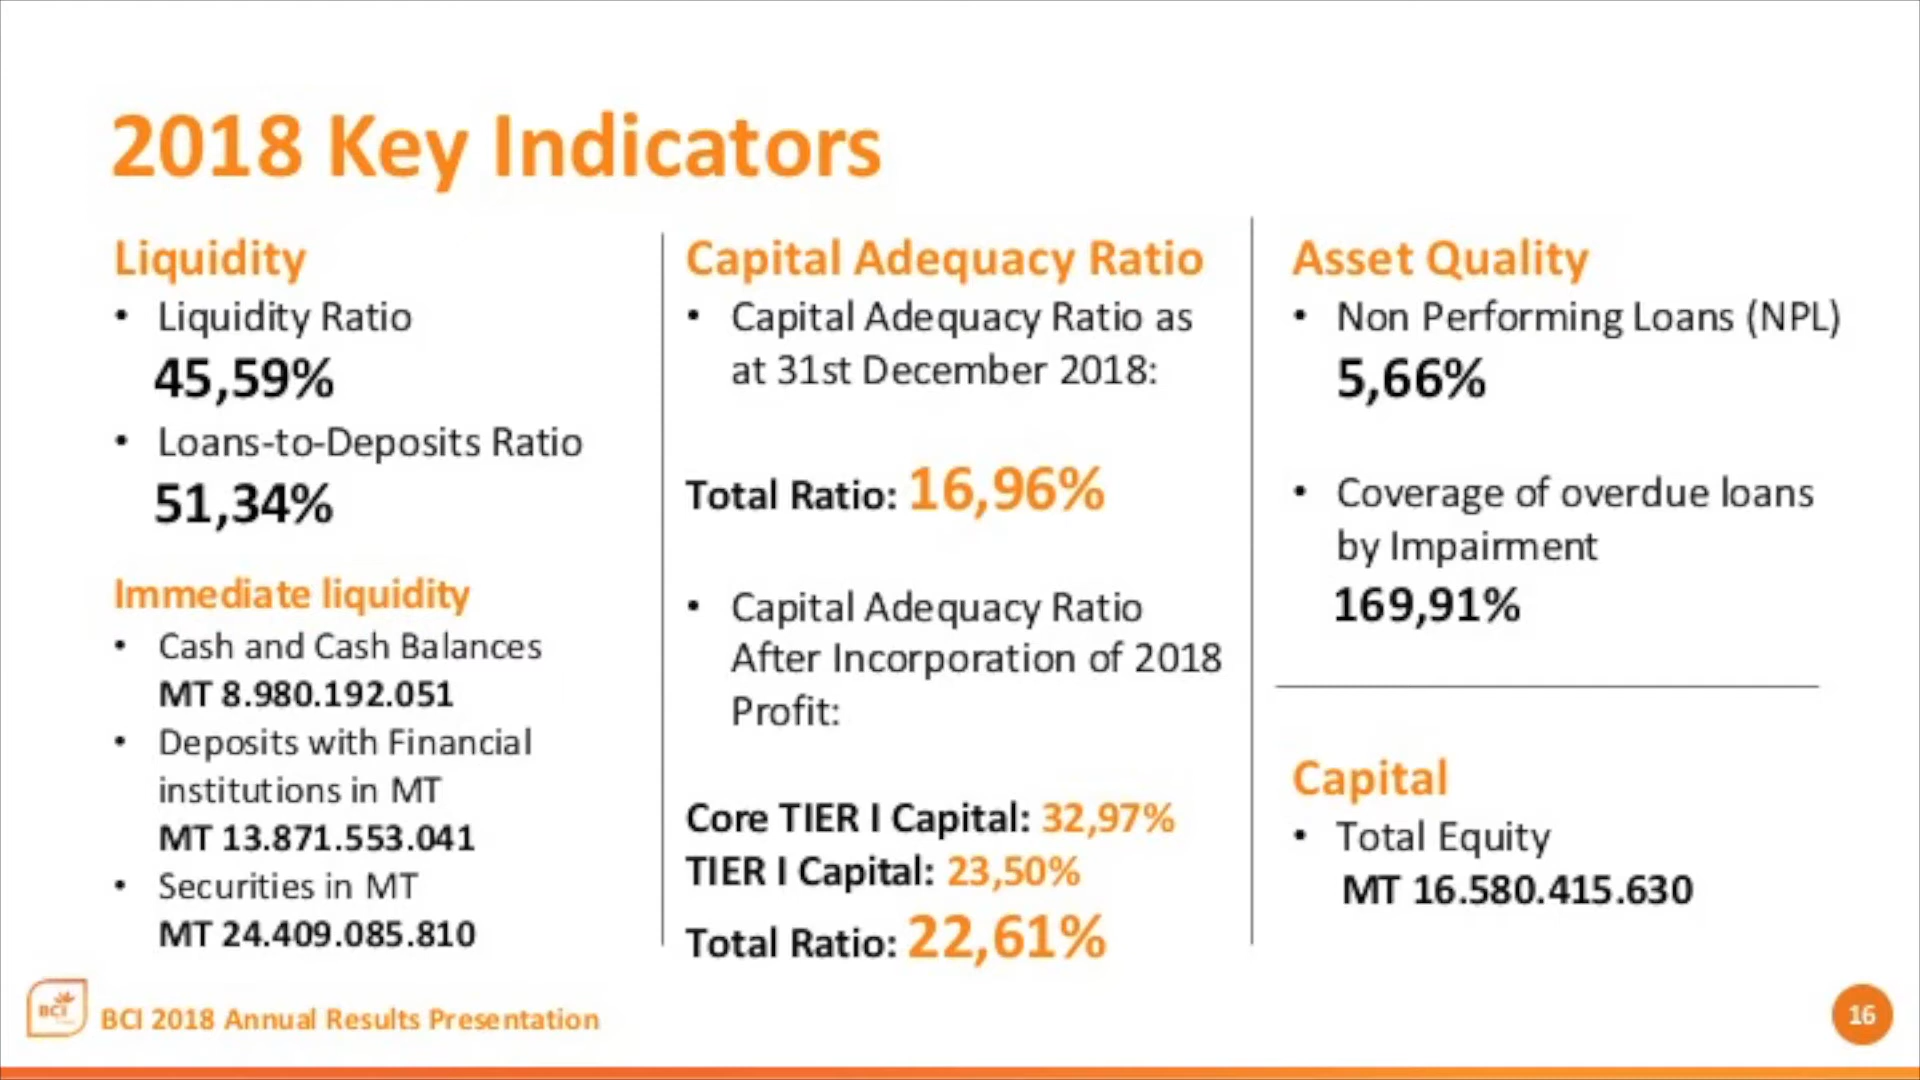 2018 Key Indicators
Liquidity
• Liquidity Ratio
45,59%
• Loans-to-Deposits Ratio
51,34%
Immediate liquidity
• Cash and Cash Balances
MT 8.980.192.051
• Deposits with Financial
institutions in MT
MT 13.871.553.041
• Securities in MT
MT 24.409.085.810
Capital Adequacy Ratio
• Capital Adequacy Ratio as
at 31st December 2018:
Total Ratio: 16,96%
• Capital Adequacy Ratio
After Incorporation of 2018
Profit:
Core TIER I Capital: 32,97%
TIER I Capital: 23,50%
Total Ratio: 22,61%
Asset Quality
• Non Performing Loans (NPL)
5,66%
• Coverage of overdue loans
by Impairment
169,91%
Capital
• Total Equity
MT 16.580.415.630
BCI
BCI 2018 Annual Results Presentation
16